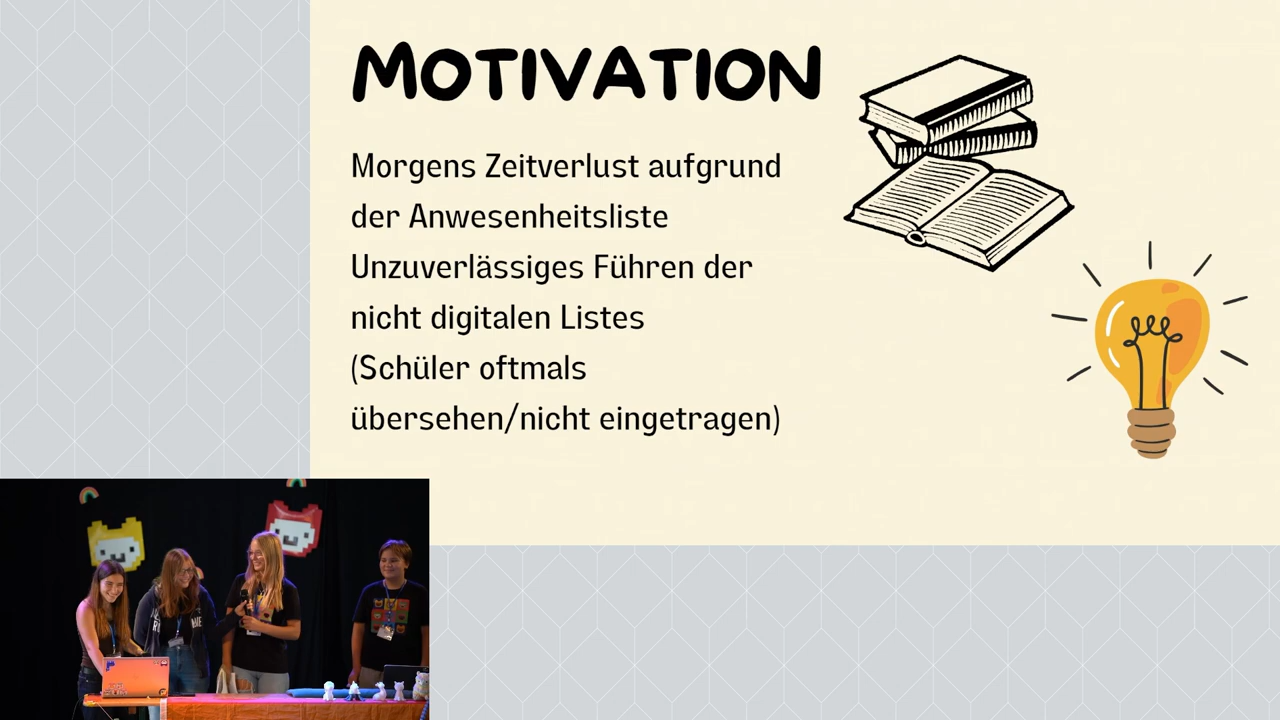 MOTIVATION
Morgens Zeitverlust aufgrund
der Anwesenheitsliste
Unzuverlässiges Führen der
nicht digitalen Listes
(Schüler oftmals
übersehen/nicht eingetragen)